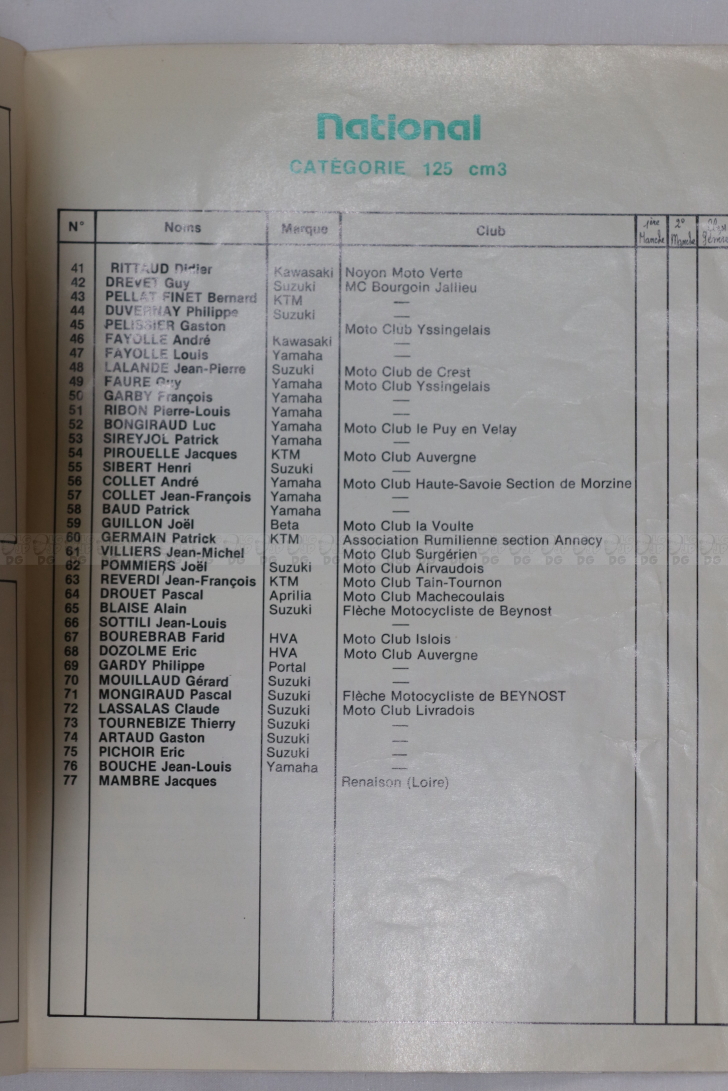 National
CATÉGORIE 125 cm3
N° Noms Marque Club 1ère Manche 2° Manche
41 RITTAUD Didier Kawasaki Noyon Moto Verte
42 DREVET Guy Suzuki MC Bourgoin Jallieu
43 PELLAT FINET Bernard KTM —
44 DUVERNAY Philippe Suzuki —
45 PELISSIER Gaston Moto Club Yssingelais
46 FAYOLLE André Kawasaki —
47 FAYOLLE Louis Yamaha —
48 LALANDE Jean-Pierre Suzuki Moto Club de Crest
49 FAURE Guy Yamaha Moto Club Yssingelais
50 GARBY François Yamaha —
51 RIBON Pierre-Louis Yamaha —
52 BONGIRAUD Luc Yamaha Moto Club le Puy en Velay
53 SIREYJOL Patrick Yamaha —
54 PIROUELLE Jacques KTM Moto Club Auvergne
55 SIBERT Henri Suzuki —
56 COLLET André Yamaha Moto Club Haute-Savoie Section de Morzine
57 COLLET Jean-François Yamaha —
58 BAUD Patrick Yamaha —
59 GUILLON Joël Beta Moto Club la Voulte
60 GERMAIN Patrick KTM Association Rumilienne section Annecy
61 VILLIERS Jean-Michel Moto Club Surgérien
62 POMMIERS Joël Suzuki Moto Club Airvaudois
63 REVERDI Jean-François KTM Moto Club Tain-Tournon
64 DROUET Pascal Aprilia Moto Club Machecoulais
65 BLAISE Alain Suzuki Flèche Motocycliste de Beynost
66 SOTTILI Jean-Louis —
67 BOUREBRAB Farid HVA Moto Club Islois
68 DOZOLME Eric HVA Moto Club Auvergne
69 GARDY Philippe Portal —
70 MOUILLAUD Gérard Suzuki —
71 MONGIRAUD Pascal Suzuki Flèche Motocycliste de BEYNOST
72 LASSALAS Claude Suzuki Moto Club Livradois
73 TOURNEBIZE Thierry Suzuki —
74 ARTAUD Gaston Suzuki —
75 PICHOIR Eric Suzuki —
76 BOUCHE Jean-Louis Yamaha —
77 MAMBRE Jacques Renaison (Loire)